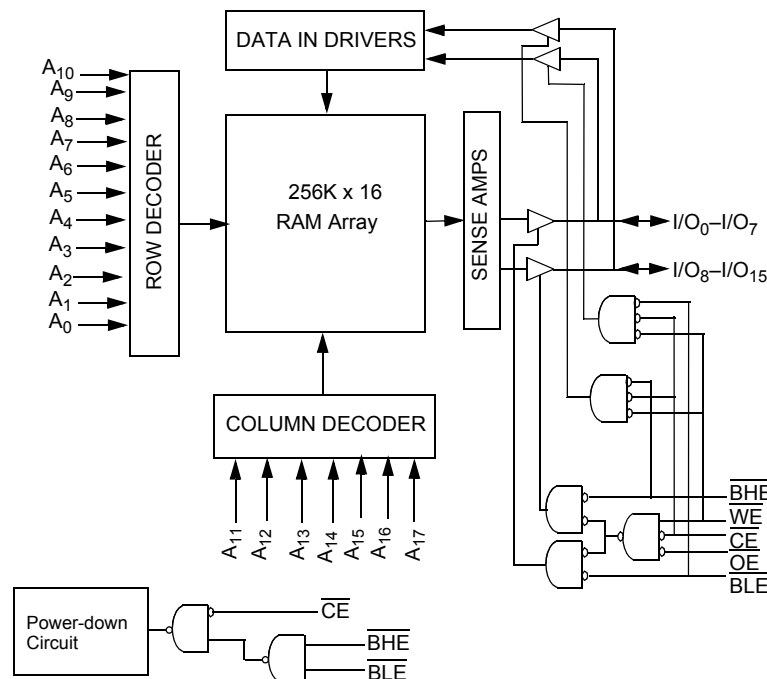 DATA IN DRIVERS
A10
A9
A8
A7
A6
A5
A4
A3
A2
A1
A0
ROW DECODER
256K x 16
RAM Array
SENSE AMPS
I/O0–I/O7
I/O8–I/O15
COLUMN DECODER
A11
A12
A13
A14
A15
A16
A17
BHE
WE
CE
OE
BLE
Power-down
Circuit
CE
BHE
BLE